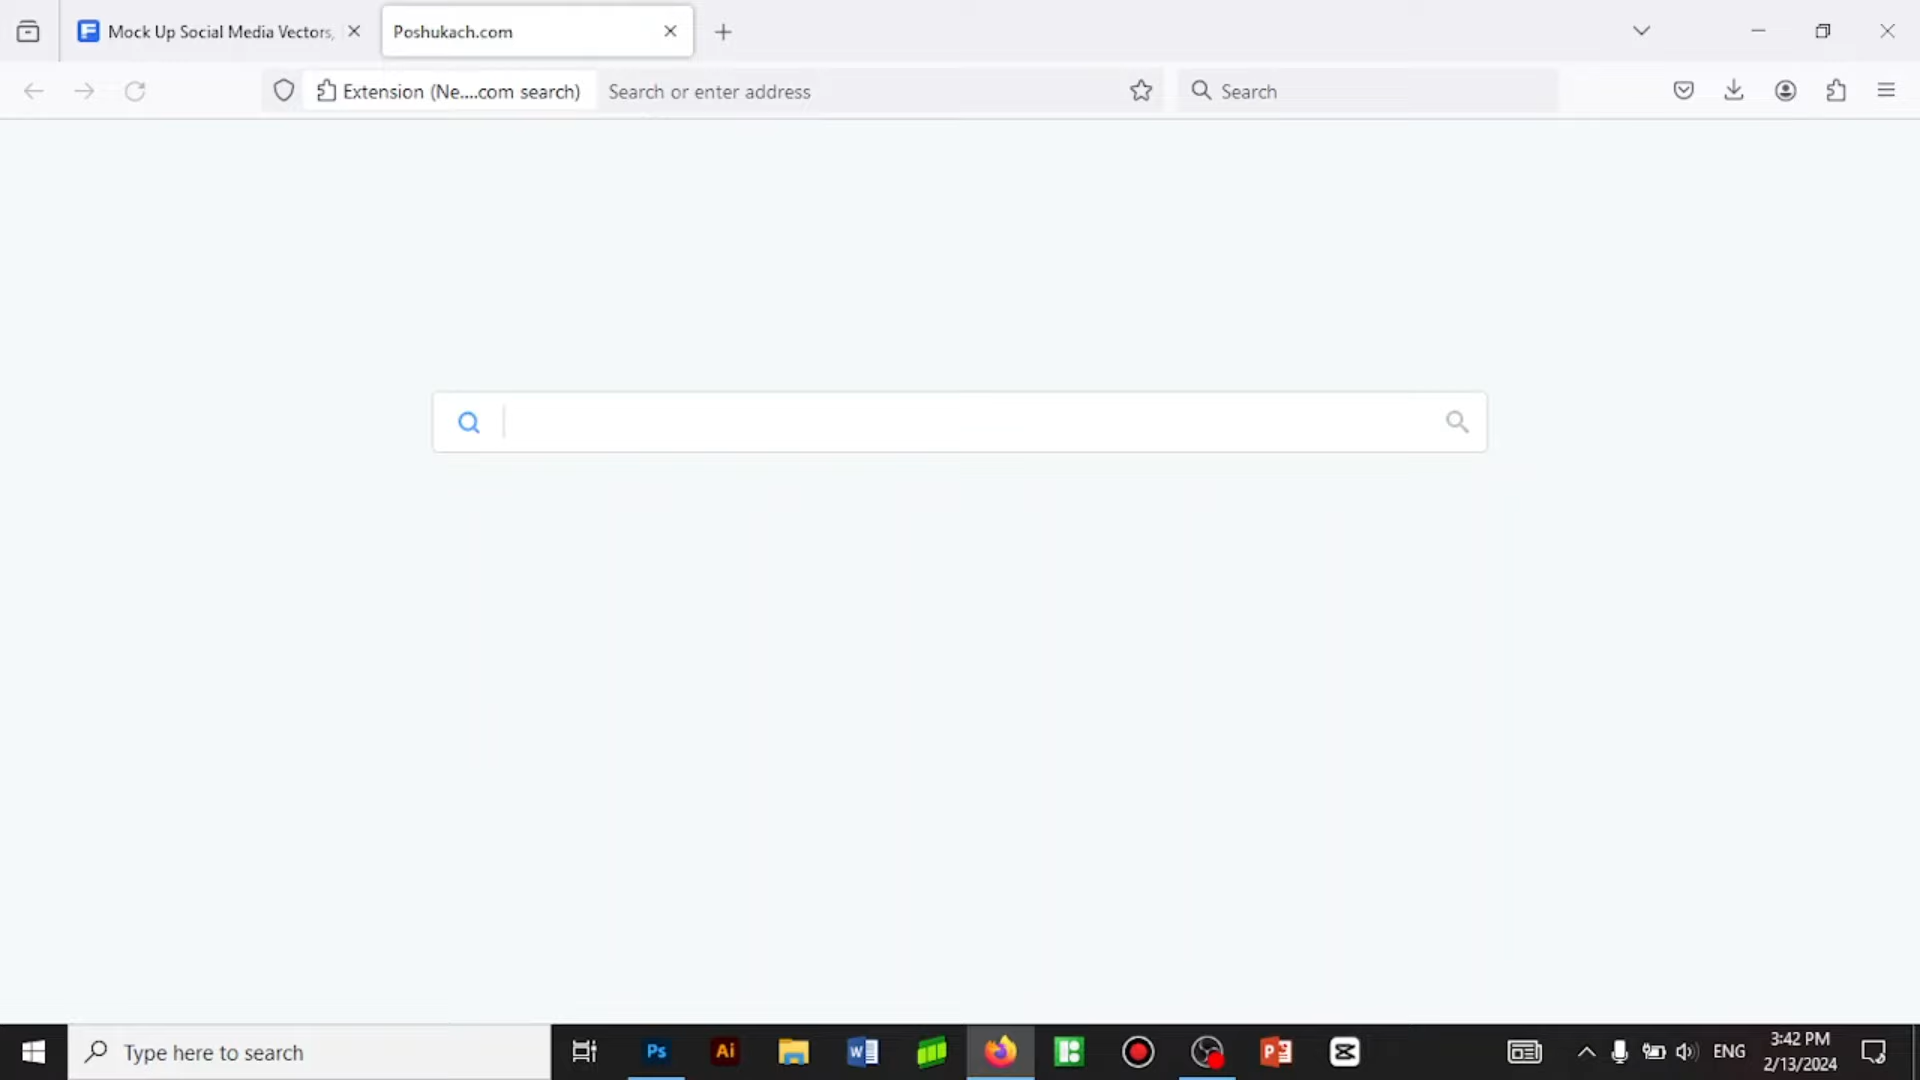 Mock Up Social Media Vectors,
Poshukach.com
Extension (Ne....com search)
Search or enter address
Search
Type here to search
Ps
Ai
ENG
3:42 PM
2/13/2024